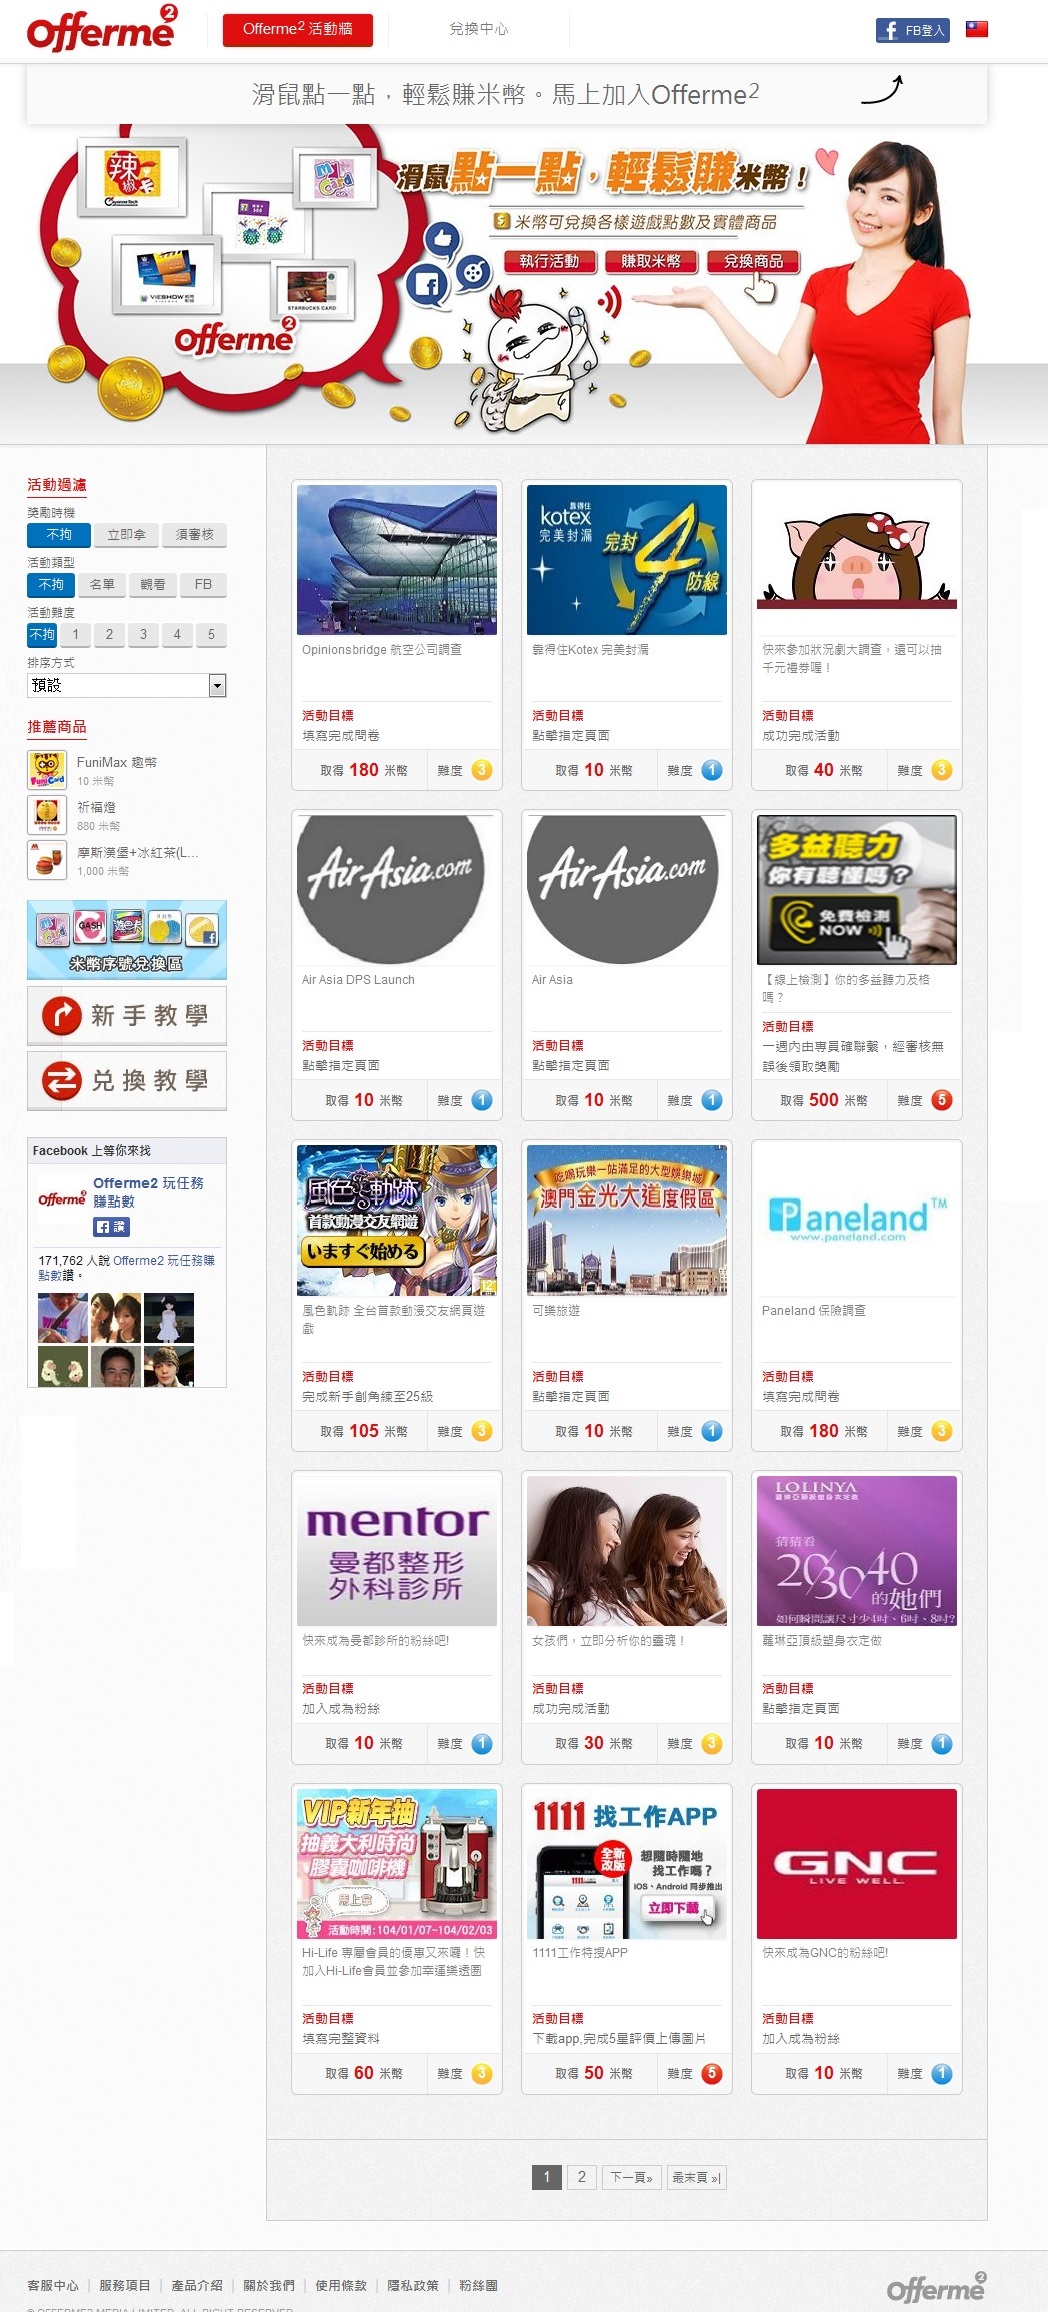 Offerme2
Offerme2 活動牆
兌換中心
FB登入
滑鼠點一點，輕鬆賺米幣。馬上加入Offerme2
辣椒卡
CayenneTech
My Card
VIESHOW
STARBUCKS CARD
Offerme2
滑鼠點一點，輕鬆賺米幣！
$ 米幣可兌換各樣遊戲點數及實體商品
執行活動
賺取米幣
兌換商品
活動過濾
獎勵時機
不拘 立即拿 須審核
活動類型
不拘 名單 觀看 FB
活動難度
不拘 1 2 3 4 5
排序方式
預設
推薦商品
FuniMax 趣幣
10 米幣
祈福燈
880 米幣
摩斯漢堡+冰紅茶(L...
1,000 米幣
My Card GASH 遊e卡
米幣序號兌換區
新手教學
兌換教學
Facebook 上等你來找
Offerme2
Offerme2 玩任務賺點數
讚
171,762 人說 Offerme2 玩任務賺
點數讚。
Opinionsbridge 航空公司調查
活動目標
填寫完成問卷
取得 180 米幣 難度 3
靠得住
kotex
完美封漏
完封4防線
靠得住Kotex 完美封漏
活動目標
點擊指定頁面
取得 10 米幣 難度 1
快來參加狀況劇大調查，還可以抽
千元禮券喔！
活動目標
成功完成活動
取得 40 米幣 難度 3
AirAsia.com
Air Asia DPS Launch
活動目標
點擊指定頁面
取得 10 米幣 難度 1
AirAsia.com
Air Asia
活動目標
點擊指定頁面
取得 10 米幣 難度 1
多益聽力
你有聽懂嗎？
免費檢測
NOW
【線上檢測】你的多益聽力及格
嗎？
活動目標
一週內由專員確聯繫，經審核無
誤後領取獎勵
取得 500 米幣 難度 5
風色軌跡
首款動漫交友網遊
いますぐ始める
風色軌跡 全台首款動漫交友網頁遊
戲
活動目標
完成新手創角練至25級
取得 105 米幣 難度 3
吃喝玩樂一站滿足的大型娛樂城
澳門金光大道度假區
可樂旅遊
活動目標
點擊指定頁面
取得 10 米幣 難度 1
Paneland™
www.paneland.com
Paneland 保險調查
活動目標
填寫完成問卷
取得 180 米幣 難度 3
mentor
曼都整形
外科診所
快來成為曼都診所的粉絲吧!
活動目標
加入成為粉絲
取得 10 米幣 難度 1
女孩們，立即分析你的靈魂！
活動目標
成功完成活動
取得 30 米幣 難度 3
LOLINYA
猜猜看
20 30 40
的她們
如何瞬間讓尺寸少4吋、6吋、8吋?
蘿琳亞頂級塑身衣定做
活動目標
點擊指定頁面
取得 10 米幣 難度 1
VIP新年抽
抽義大利時尚
膠囊咖啡機
馬上拿
活動時間:104/01/07~104/02/03
Hi-Life 專屬會員的優惠又來囉！快
加入Hi-Life會員並參加幸運樂透團
活動目標
填寫完整資料
取得 60 米幣 難度 3
1111 找工作APP
全新
改版
想隨時隨地
找工作嗎？
iOS、Android 同步推出
立即下載
1111工作特搜APP
活動目標
下載app,完成5星評價上傳圖片
取得 50 米幣 難度 5
GNC
LIVE WELL.
快來成為GNC的粉絲吧!
活動目標
加入成為粉絲
取得 10 米幣 難度 1
1 2 下一頁» 最末頁 »|
客服中心 | 服務項目 | 產品介紹 | 關於我們 | 使用條款 | 隱私政策 | 粉絲團
Offerme2
© OFFERME2 MEDIA LIMITED. ALL RIGHT RESERVED.